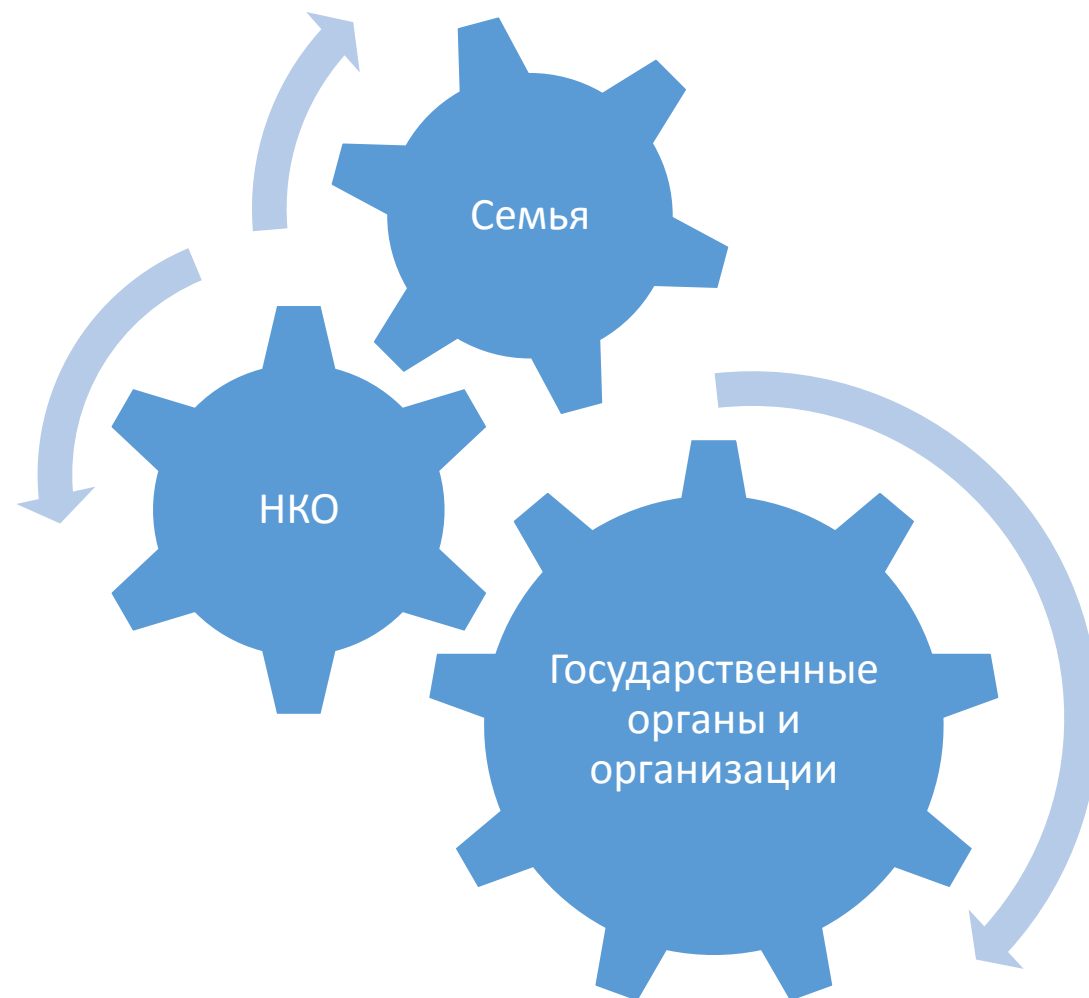 Семья
НКО
Государственные
органы и
организации